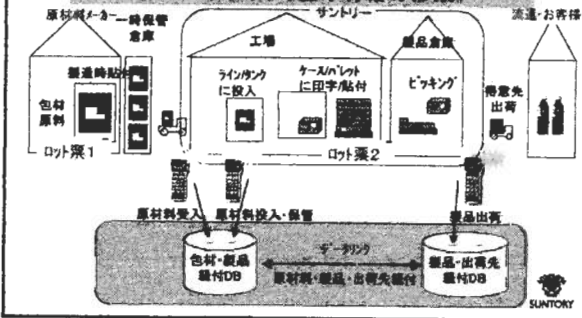 原材料メーカー
一時保管
倉庫
サントリー
流通・お客様
工場
製品倉庫
製造時貼付
ライン/タンク
に投入
ケース/パレット
に印字/貼付
ピッキング
包材
原料
得意先
出荷
ロット票1
ロット票2
原材料受入
原材料投入・保管
製品出荷
データリンク
包材・製品
紐付DB
原材料・製品・出荷先紐付
製品・出荷先
紐付DB
SUNTORY